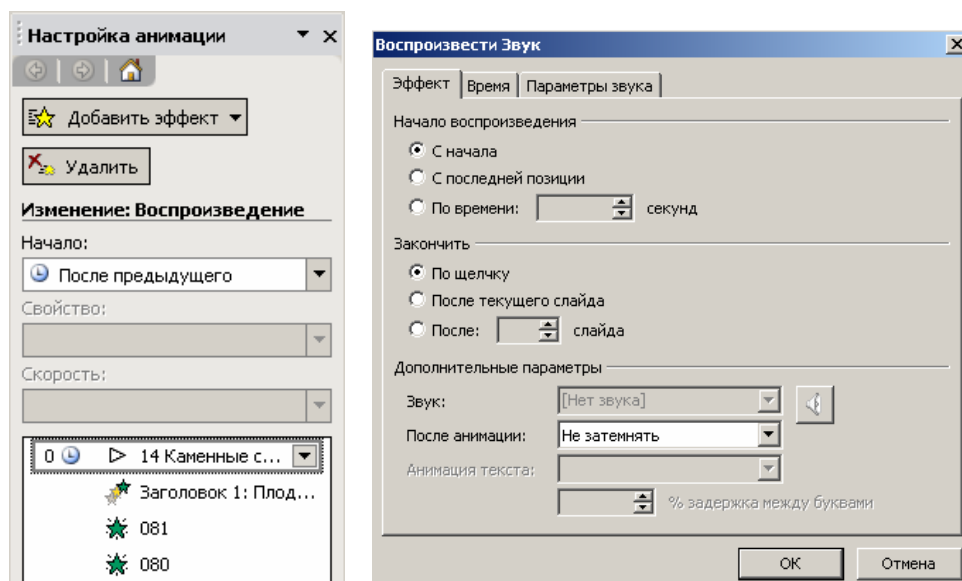 Настройка анимации
Добавить эффект
Удалить
Изменение: Воспроизведение
Начало:
После предыдущего
Свойство:
Скорость:
0 14 Каменные с...
Заголовок 1: Плод...
081
080
Воспроизвести Звук
Эффект Время Параметры звука
Начало воспроизведения
С начала
С последней позиции
По времени: секунд
Закончить
По щелчку
После текущего слайда
После: слайда
Дополнительные параметры
Звук: [Нет звука]
После анимации: Не затемнять
Анимация текста:
% задержка между буквами
ОК Отмена